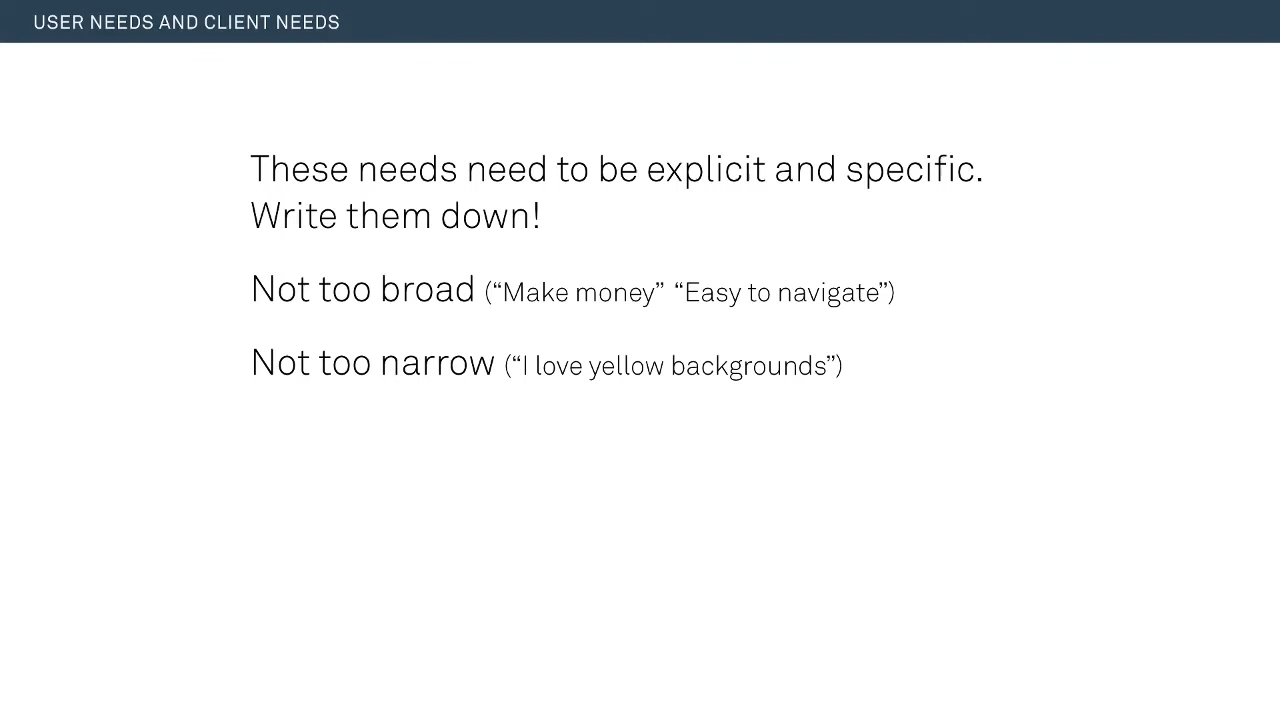 USER NEEDS AND CLIENT NEEDS
These needs need to be explicit and specific.
Write them down!
Not too broad (“Make money” “Easy to navigate”)
Not too narrow (“I love yellow backgrounds”)